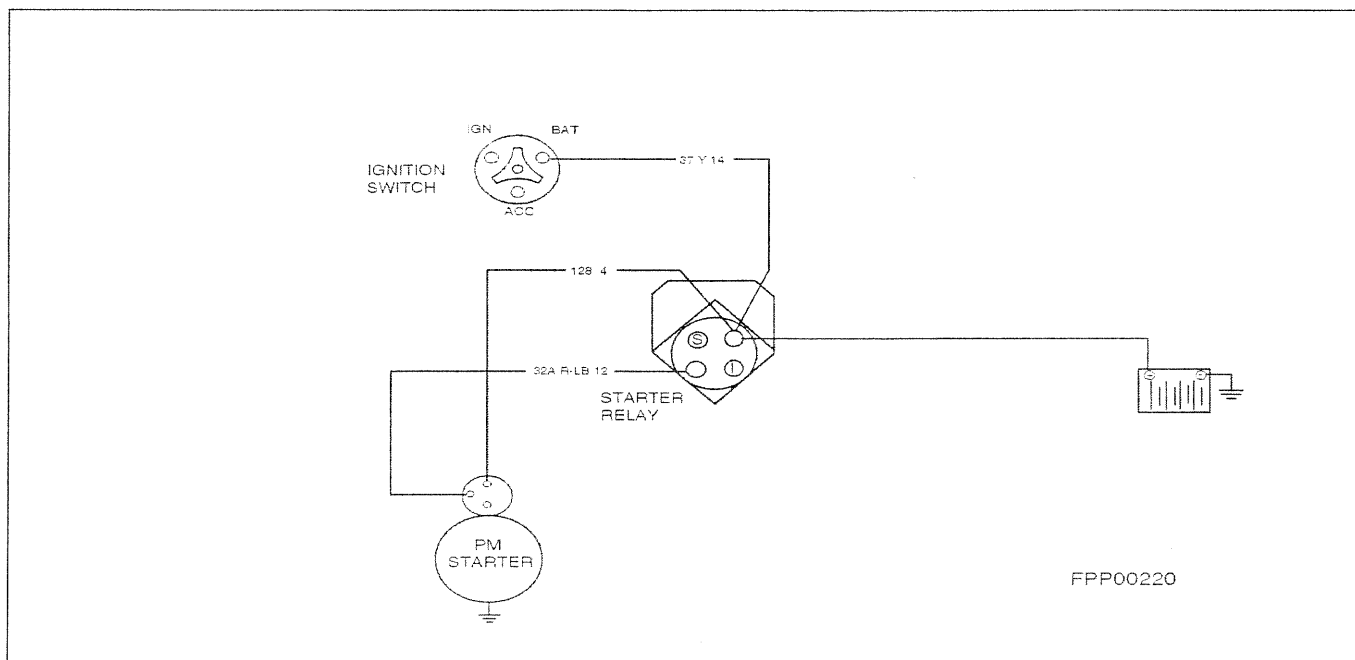 IGN
BAT
IGNITION
SWITCH
37 Y 14
ACC
128 4
S
I
32A R-LB 12
STARTER
RELAY
PM
STARTER
FPP00220